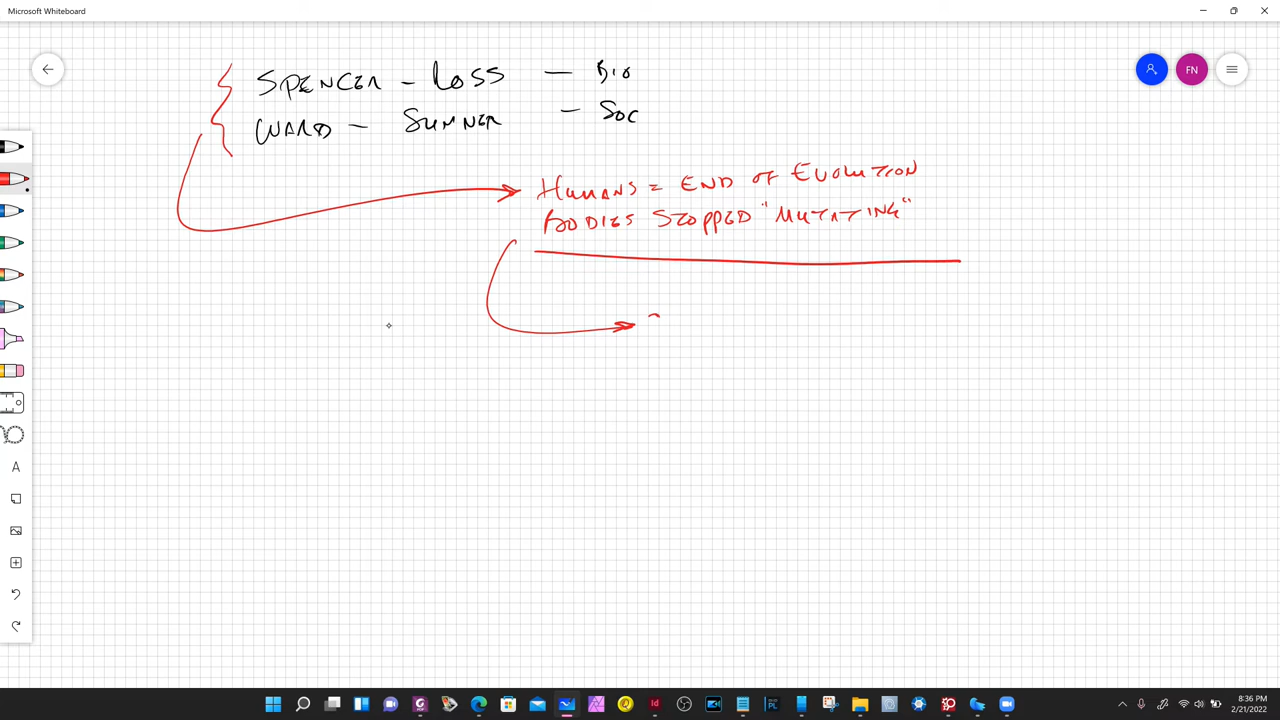 Microsoft Whiteboard
SPENCER - LOSS - BIO
WARD - SUMNER - SOC
FN
HUMANS = END OF EVOLUTION
BODIES STOPPED "MUTATING"
A
8:36 PM
2/21/2022